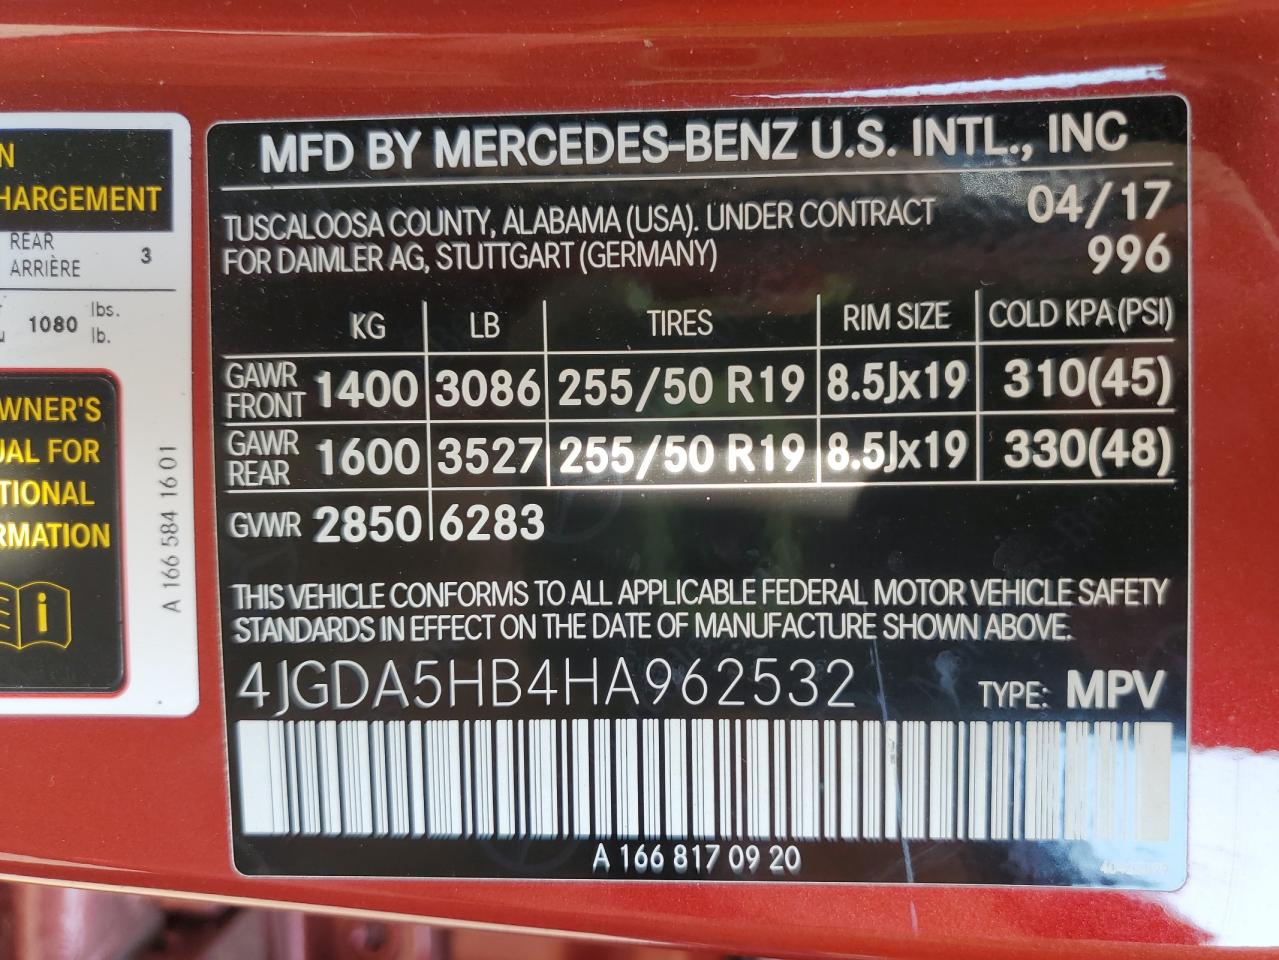 N
HARGEMENT
REAR
ARRIÈRE 3
1080 lbs.
lb.
WNER'S
UAL FOR
TIONAL
RMATION
i
A 166 584 16 01
MFD BY MERCEDES-BENZ U.S. INTL., INC
TUSCALOOSA COUNTY, ALABAMA (USA). UNDER CONTRACT 04/17
FOR DAIMLER AG, STUTTGART (GERMANY) 996
KG LB TIRES RIM SIZE COLD KPA (PSI)
GAWR FRONT 1400 3086 255/50 R19 8.5Jx19 310(45)
GAWR REAR 1600 3527 255/50 R19 8.5Jx19 330(48)
GVWR 2850 6283
THIS VEHICLE CONFORMS TO ALL APPLICABLE FEDERAL MOTOR VEHICLE SAFETY
STANDARDS IN EFFECT ON THE DATE OF MANUFACTURE SHOWN ABOVE.
4JGDA5HB4HA962532 TYPE: MPV
A 166 817 09 20